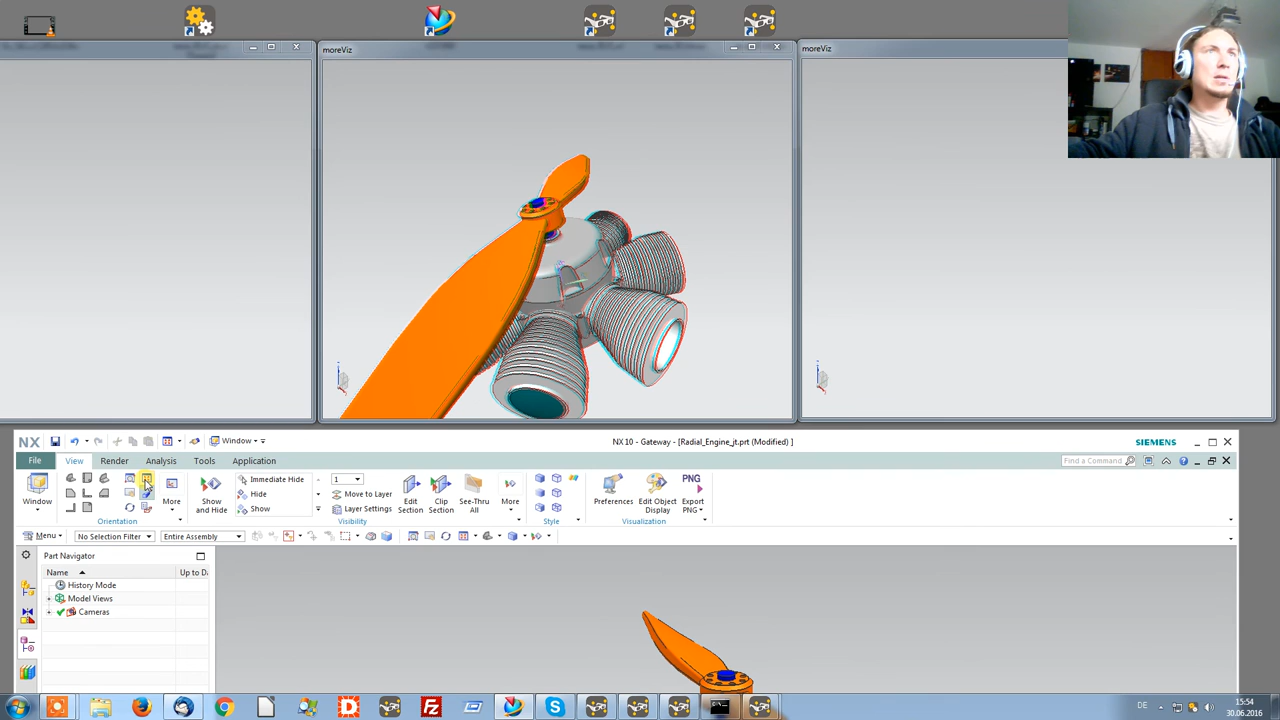 moreViz
moreViz
NX
Window
NX 10 - Gateway - [Radial_Engine_jt.prt (Modified) ]
SIEMENS
File
View
Render
Analysis
Tools
Application
Find a Command
Window
More
Orientation
Show
and Hide
Immediate Hide
Hide
Show
1
Move to Layer
Layer Settings
Visibility
Edit
Section
Clip
Section
See-Thru
All
More
Style
Preferences
Edit Object
Display
PNG
Export
PNG
Visualization
Menu
No Selection Filter
Entire Assembly
Part Navigator
Name
Up to Da
History Mode
Model Views
Cameras
DE
15:54
30.06.2016